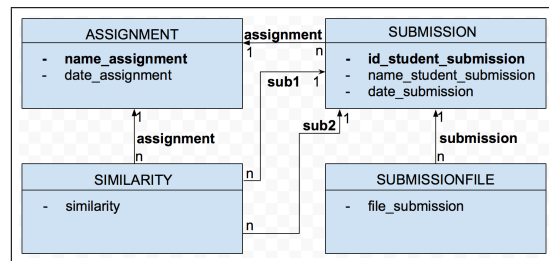 ASSIGNMENT
- name_assignment
- date_assignment
assignment
1
n
SUBMISSION
- id_student_submission
- name_student_submission
- date_submission
sub1
1
sub2
1
1
assignment
n
1
submission
n
SIMILARITY
- similarity
n
n
SUBMISSIONFILE
- file_submission